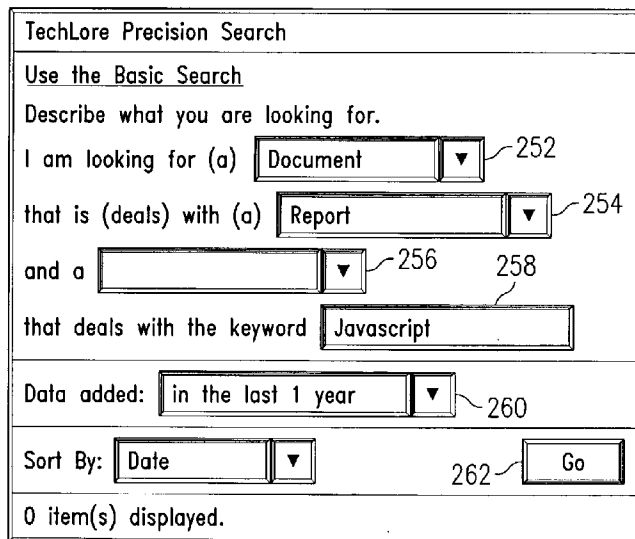 TechLore Precision Search
Use the Basic Search
Describe what you are looking for.
I am looking for (a) Document 252
that is (deals) with (a) Report 254
and a 256
258
that deals with the keyword Javascript
Data added: in the last 1 year 260
Sort By: Date 262 Go
0 item(s) displayed.